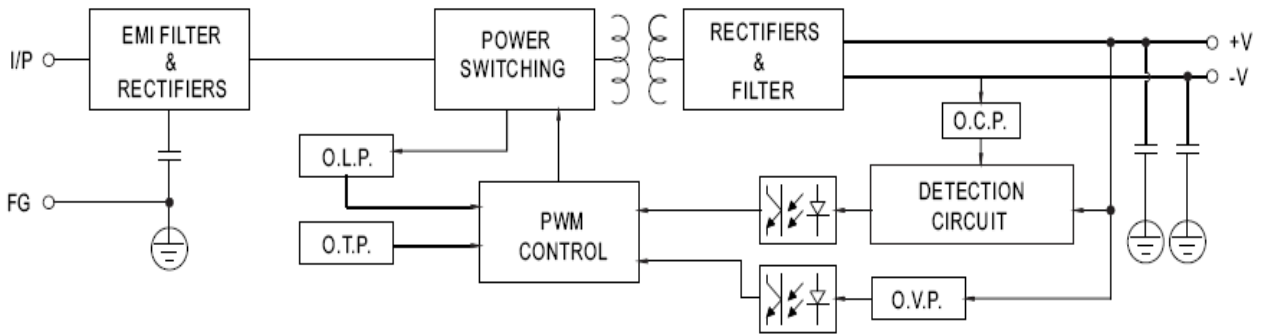 I/P
EMI FILTER
&
RECTIFIERS
POWER
SWITCHING
RECTIFIERS
&
FILTER
+V
-V
O.C.P.
O.L.P.
FG
O.T.P.
PWM
CONTROL
DETECTION
CIRCUIT
O.V.P.